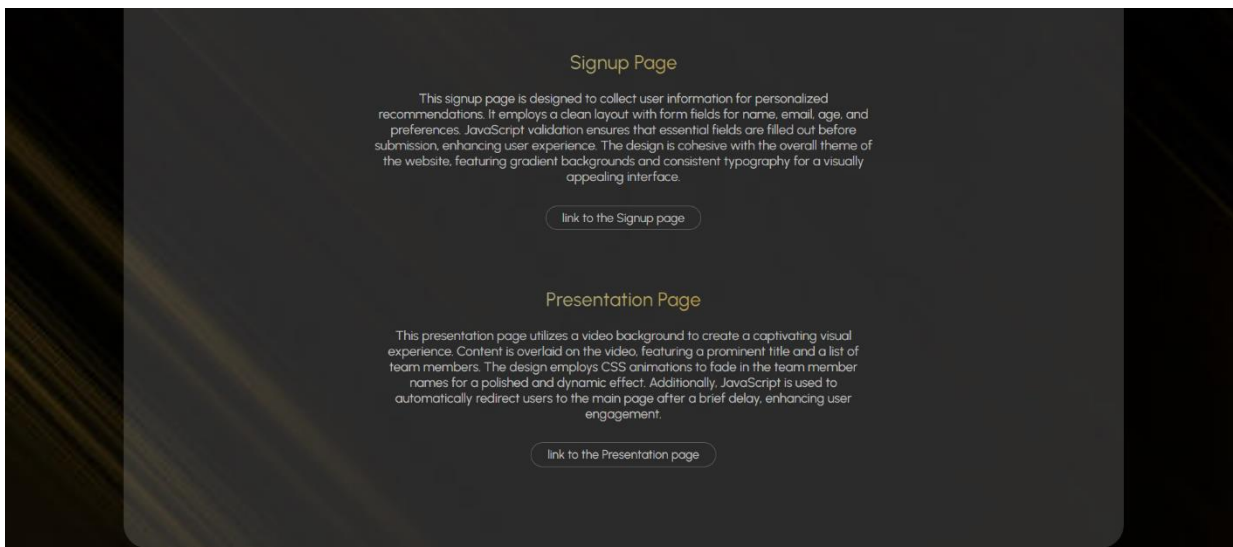 Signup Page
This signup page is designed to collect user information for personalized
recommendations. It employs a clean layout with form fields for name, email, age, and
preferences. JavaScript validation ensures that essential fields are filled out before
submission, enhancing user experience. The design is cohesive with the overall theme of
the website, featuring gradient backgrounds and consistent typography for a visually
appealing interface.
link to the Signup page
Presentation Page
This presentation page utilizes a video background to create a captivating visual
experience. Content is overlaid on the video, featuring a prominent title and a list of
team members. The design employs CSS animations to fade in the team member
names for a polished and dynamic effect. Additionally, JavaScript is used to
automatically redirect users to the main page after a brief delay, enhancing user
engagement.
link to the Presentation page